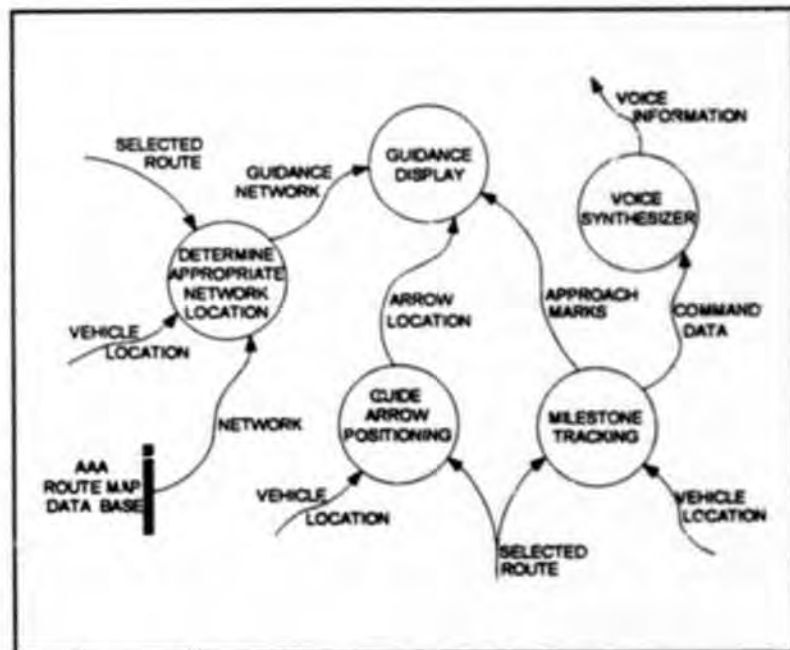 VOICE
INFORMATION
SELECTED
ROUTE
GUIDANCE
NETWORK
GUIDANCE
DISPLAY
VOICE
SYNTHESIZER
DETERMINE
APPROPRIATE
NETWORK
LOCATION
VEHICLE
LOCATION
ARROW
LOCATION
APPROACH
MARKS
COMMAND
DATA
NETWORK
GUIDE
ARROW
POSITIONING
MILESTONE
TRACKING
AAA
ROUTE MAP
DATA BASE
VEHICLE
LOCATION
SELECTED
ROUTE
VEHICLE
LOCATION